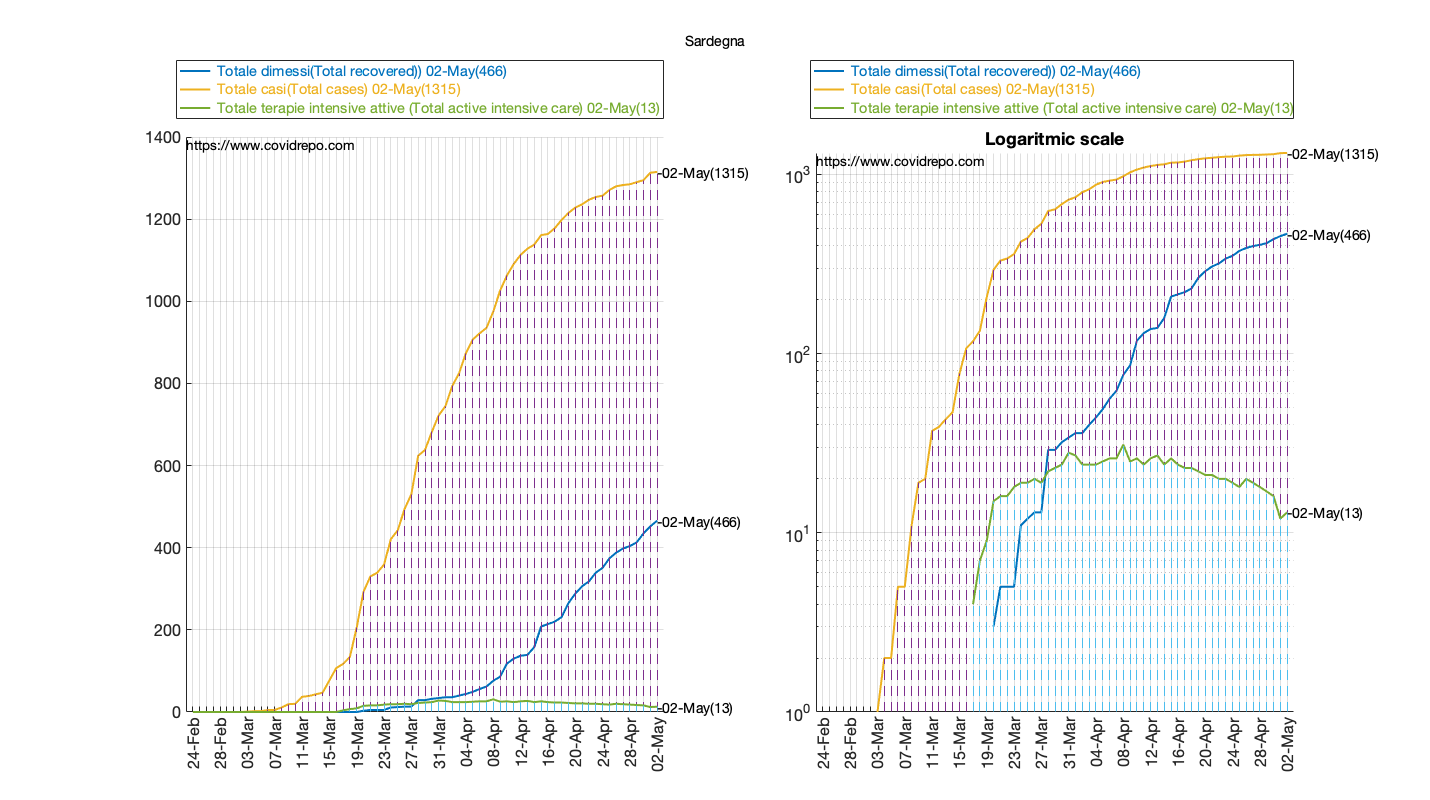 Sardegna
Totale dimessi(Total recovered)) 02-May(466)
Totale casi(Total cases) 02-May(1315)
Totale terapie intensive attive (Total active intensive care) 02-May(13)
https://www.covidrepo.com
1400
1200
1000
800
600
400
200
0
02-May(1315)
02-May(466)
02-May(13)
24-Feb
28-Feb
03-Mar
07-Mar
11-Mar
15-Mar
19-Mar
23-Mar
27-Mar
31-Mar
04-Apr
08-Apr
12-Apr
16-Apr
20-Apr
24-Apr
28-Apr
02-May
Totale dimessi(Total recovered)) 02-May(466)
Totale casi(Total cases) 02-May(1315)
Totale terapie intensive attive (Total active intensive care) 02-May(13)
Logaritmic scale
https://www.covidrepo.com
10³
10²
10¹
10⁰
02-May(1315)
02-May(466)
02-May(13)
24-Feb
28-Feb
03-Mar
07-Mar
11-Mar
15-Mar
19-Mar
23-Mar
27-Mar
31-Mar
04-Apr
08-Apr
12-Apr
16-Apr
20-Apr
24-Apr
28-Apr
02-May